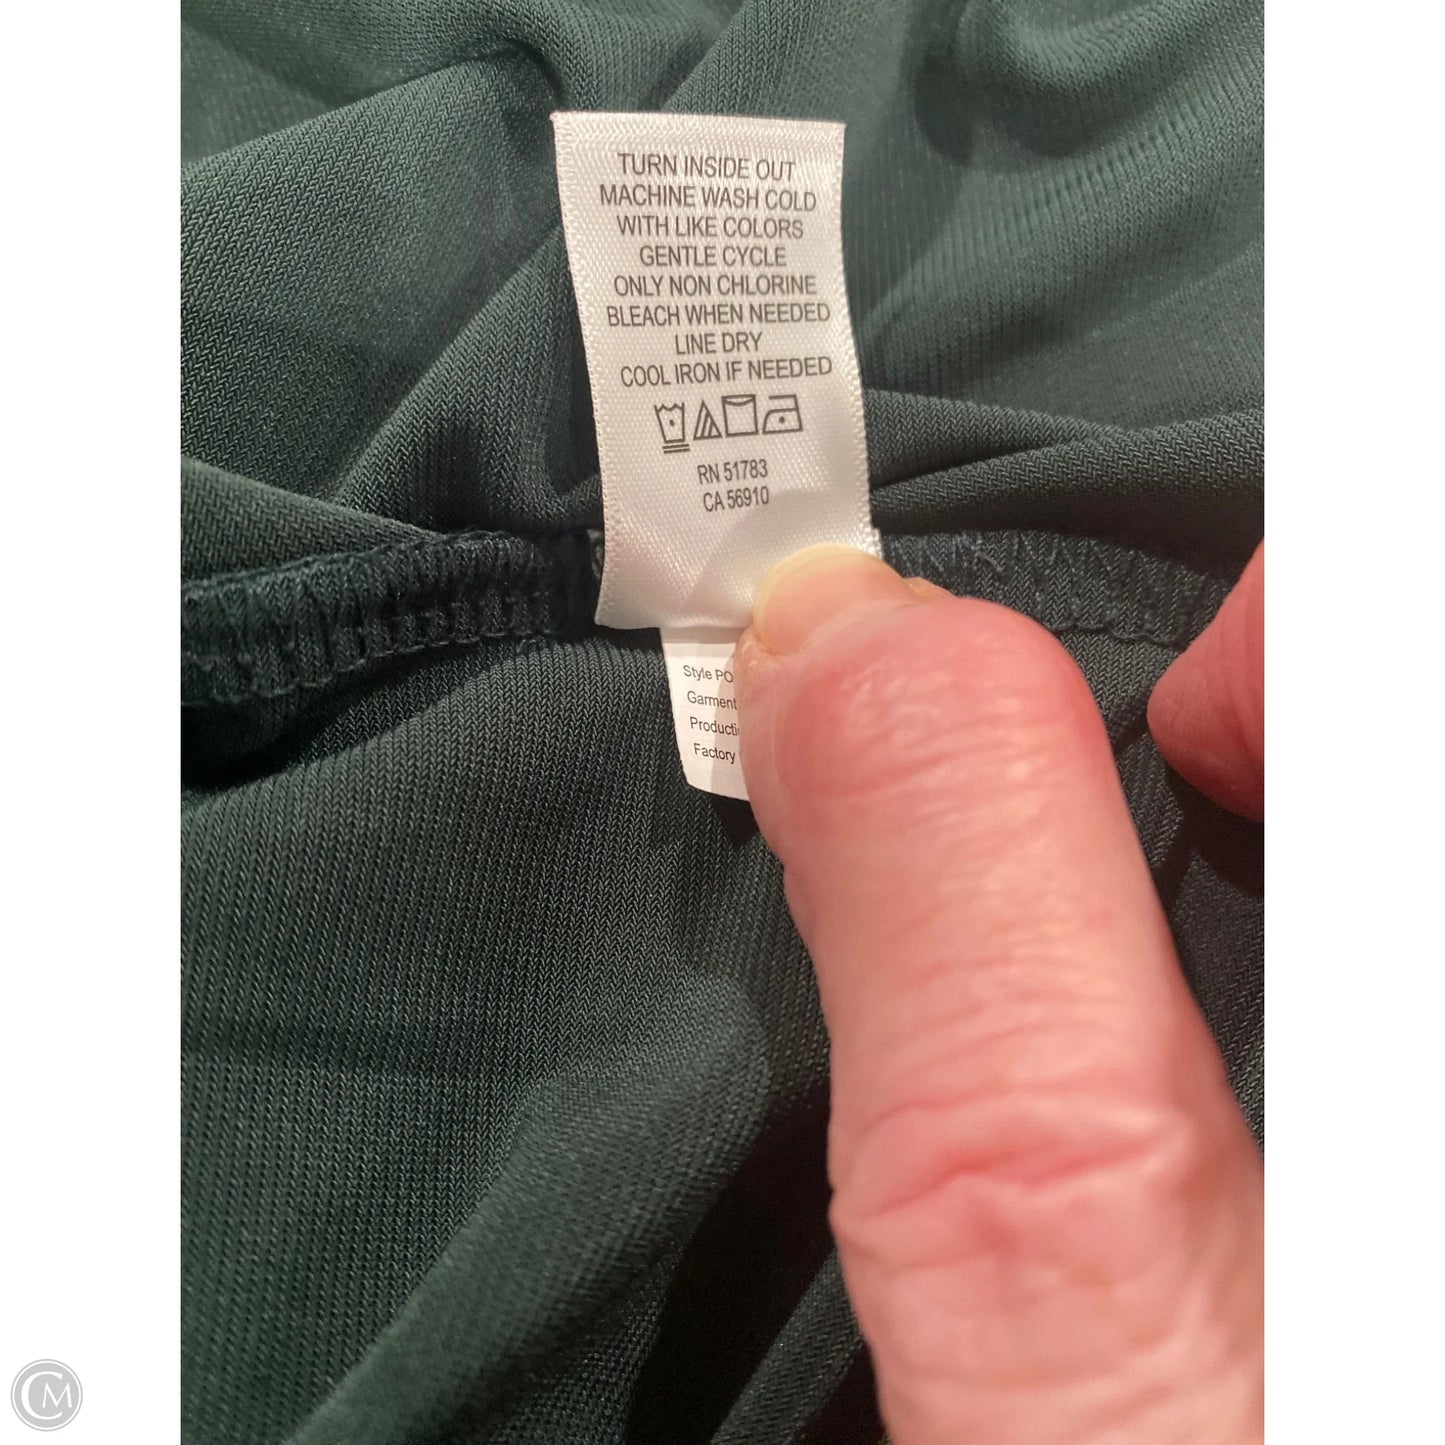 TURN INSIDE OUT
MACHINE WASH COLD
WITH LIKE COLORS
GENTLE CYCLE
ONLY NON CHLORINE
BLEACH WHEN NEEDED
LINE DRY
COOL IRON IF NEEDED
RN 51783
CA 56910
Style PO
Garment
Factory
CM